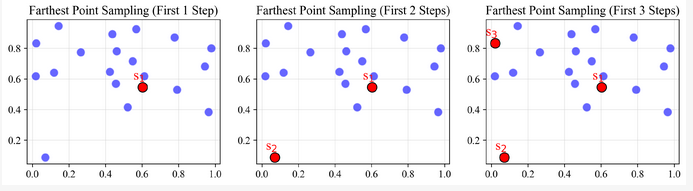 Farthest Point Sampling (First 1 Step)
0.8
0.6
0.4
0.2
0.0 0.2 0.4 0.6 0.8 1.0
s1
Farthest Point Sampling (First 2 Steps)
0.8
0.6
0.4
0.2
0.0 0.2 0.4 0.6 0.8 1.0
s1
s2
Farthest Point Sampling (First 3 Steps)
0.8
0.6
0.4
0.2
0.0 0.2 0.4 0.6 0.8 1.0
s3
s1
s2